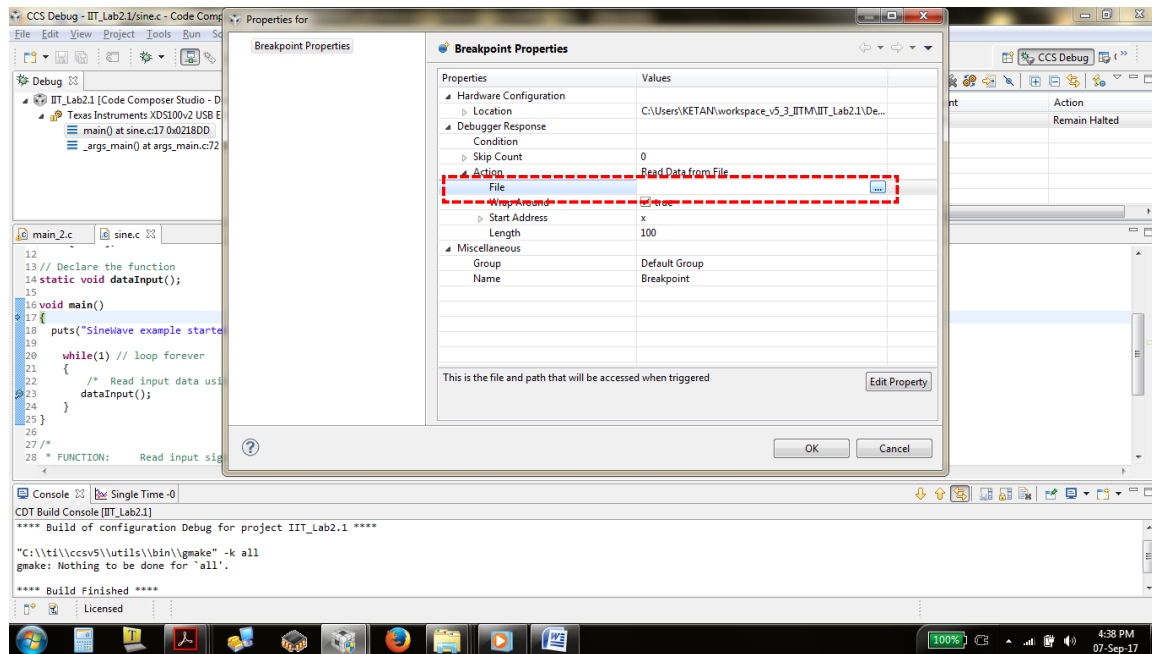 CCS Debug - IIT_Lab2.1/sine.c - Code Comp
Properties for
File Edit View Project Tools Run Sc
CCS Debug
Debug
IIT_Lab2.1 [Code Composer Studio - D
Texas Instruments XDS100v2 USB E
main() at sine.c:17 0x0218DD
_args_main() at args_main.c:72
Breakpoint Properties
Breakpoint Properties
Properties Values
Hardware Configuration
Location C:\Users\KETAN\workspace_v5_3_IITM\IIT_Lab2.1\De...
Debugger Response
Condition
Skip Count 0
Action Read Data from File
File ...
Wrap Around true
Start Address x
Length 100
Miscellaneous
Group Default Group
Name Breakpoint
This is the file and path that will be accessed when triggered
Edit Property
OK Cancel
nt Action
Remain Halted
main_2.c sine.c
12
13 // Declare the function
14 static void dataInput();
15
16 void main()
17 {
18 puts("SineWave example starte
19
20 while(1) // loop forever
21 {
22 /* Read input data usi
23 dataInput();
24 }
25 }
26
27 /*
28 * FUNCTION: Read input sig
Console Single Time -0
CDT Build Console [IIT_Lab2.1]
**** Build of configuration Debug for project IIT_Lab2.1 ****
"C:\\ti\\ccsv5\\utils\\bin\\gmake" -k all
gmake: Nothing to be done for `all'.
**** Build Finished ****
Licensed
100%
4:38 PM
07-Sep-17